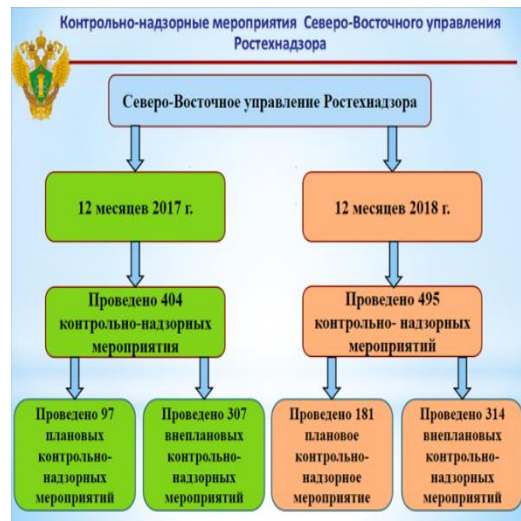 Контрольно-надзорные мероприятия Северо-Восточного управления
Ростехнадзора
Северо-Восточное управление Ростехнадзора
12 месяцев 2017 г.
12 месяцев 2018 г.
Проведено 404
контрольно-надзорных
мероприятия
Проведено 495
контрольно- надзорных
мероприятий
Проведено 97
плановых
контрольно-
надзорных
мероприятий
Проведено 307
внеплановых
контрольно-
надзорных
мероприятий
Проведено 181
плановое
контрольно-
надзорное
мероприятие
Проведено 314
внеплановых
контрольно-
надзорных
мероприятий